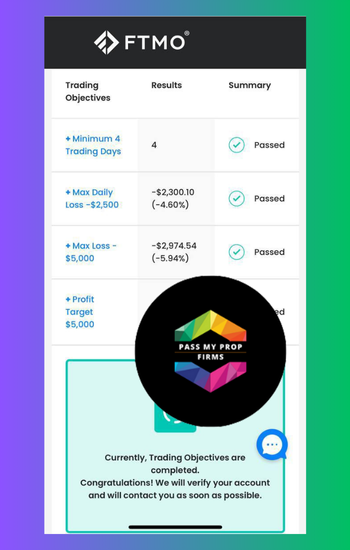 FTMO®
Trading Objectives Results Summary
+ Minimum 4 Trading Days 4 Passed
+ Max Daily Loss -$2,500 -$2,300.10 (-4.60%) Passed
+ Max Loss - $5,000 -$2,974.54 (-5.94%) Passed
+ Profit Target $5,000
PASS MY PROP
FIRMS
Currently, Trading Objectives are
completed.
Congratulations! We will verify your account
and will contact you as soon as possible.